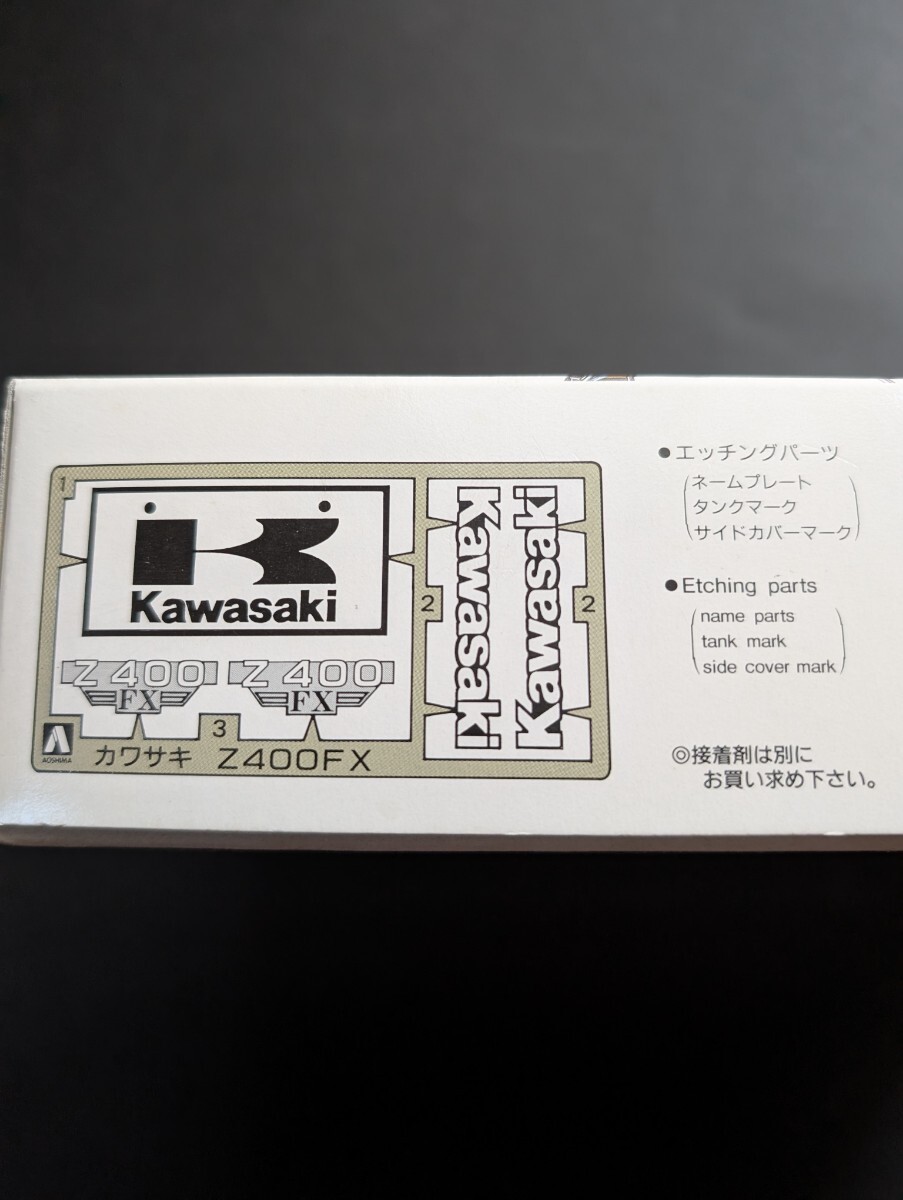 1
Kawasaki
Z 400
FX
Z 400
FX
3
AOSHIMA
カワサキ Z400FX
2
Kawasaki
Kawasaki
2
●エッチングパーツ
(ネームプレート
タンクマーク
サイドカバーマーク)
●Etching parts
(name parts
tank mark
side cover mark)
◎接着剤は別に
お買い求め下さい。